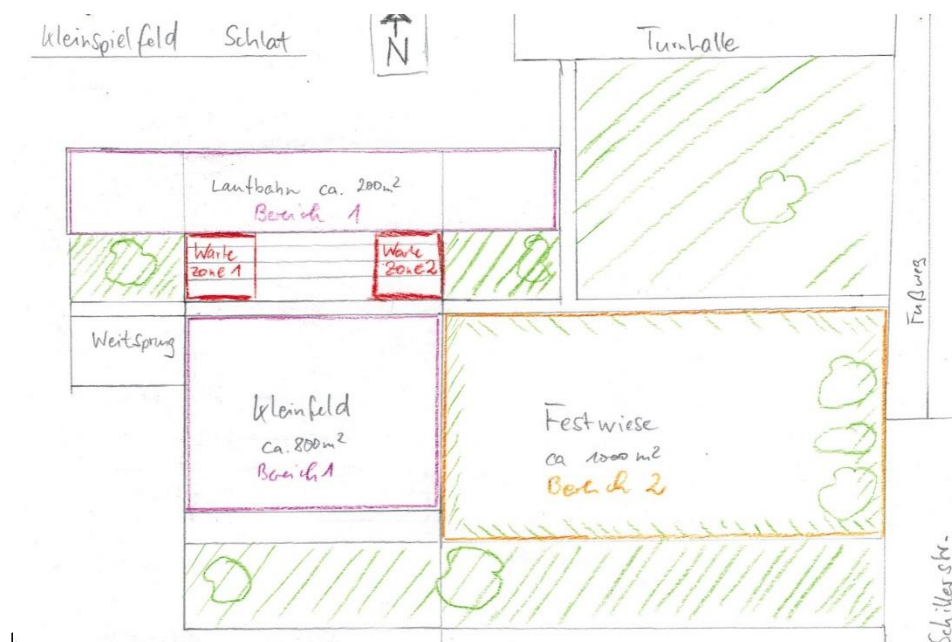 Kleinspielfeld Schlat
N
Turnhalle
Laufbahn ca. 200m²
Bereich 1
Warte
zone 1
Warte
zone 2
Weitsprung
Fußweg
Kleinfeld
ca. 800m²
Bereich 1
Festwiese
ca 1000 m²
Bereich 2
Schillerstr.